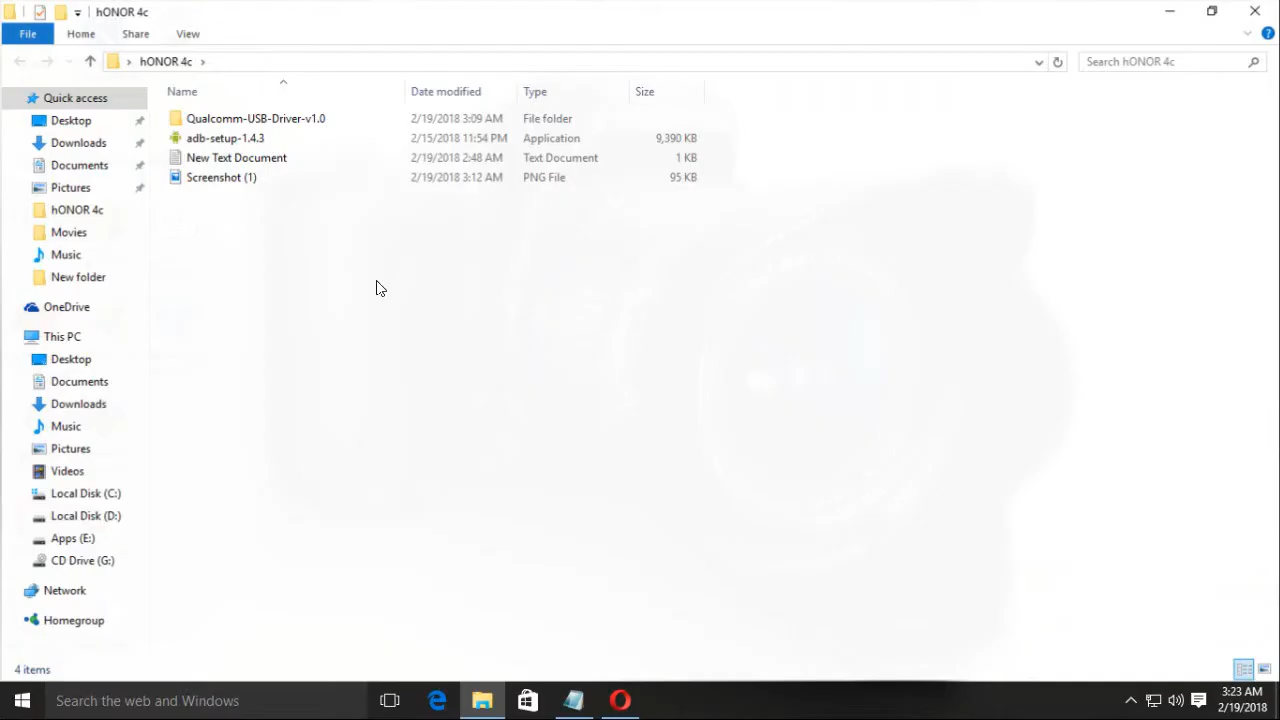 hONOR 4c
File Home Share View
hONOR 4c
Search hONOR 4c
Name Date modified Type Size
Qualcomm-USB-Driver-v1.0 2/19/2018 3:09 AM File folder
adb-setup-1.4.3 2/15/2018 11:54 PM Application 9,390 KB
New Text Document 2/19/2018 2:48 AM Text Document 1 KB
Screenshot (1) 2/19/2018 3:12 AM PNG File 95 KB
Quick access
Desktop
Downloads
Documents
Pictures
hONOR 4c
Movies
Music
New folder
OneDrive
This PC
Desktop
Documents
Downloads
Music
Pictures
Videos
Local Disk (C:)
Local Disk (D:)
Apps (E:)
CD Drive (G:)
Network
Homegroup
4 items
Search the web and Windows
3:23 AM
2/19/2018